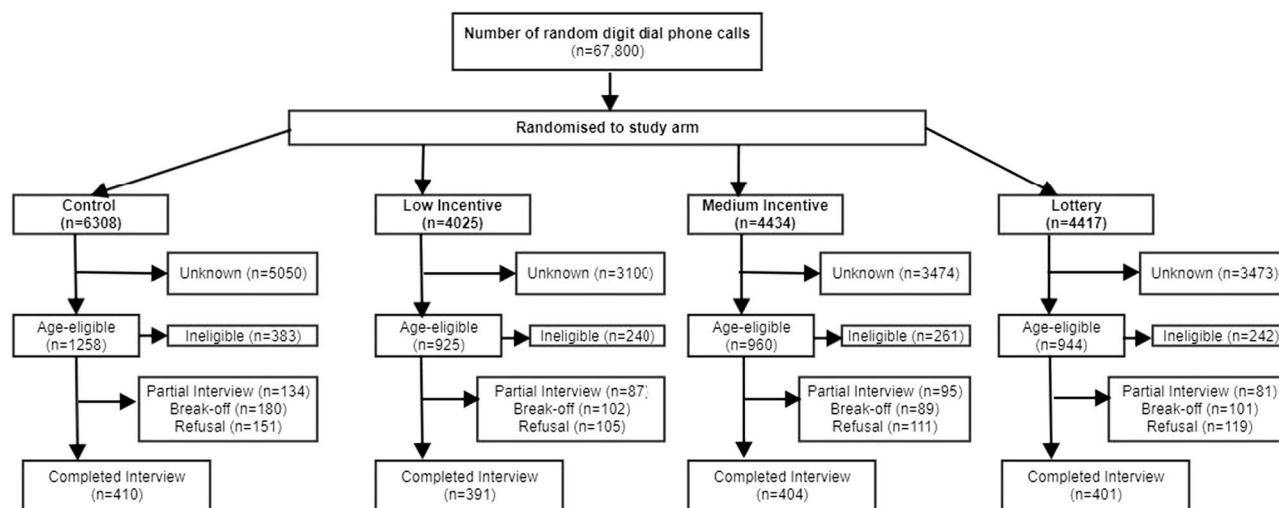 Number of random digit dial phone calls
(n=67,800)
Randomised to study arm
Control
(n=6308)
Low Incentive
(n=4025)
Medium Incentive
(n=4434)
Lottery
(n=4417)
Unknown (n=5050)
Unknown (n=3100)
Unknown (n=3474)
Unknown (n=3473)
Age-eligible
(n=1258)
Ineligible (n=383)
Age-eligible
(n=925)
Ineligible (n=240)
Age-eligible
(n=960)
Ineligible (n=261)
Age-eligible
(n=944)
Ineligible (n=242)
Partial Interview (n=134)
Break-off (n=180)
Refusal (n=151)
Partial Interview (n=87)
Break-off (n=102)
Refusal (n=105)
Partial Interview (n=95)
Break-off (n=89)
Refusal (n=111)
Partial Interview (n=81)
Break-off (n=101)
Refusal (n=119)
Completed Interview
(n=410)
Completed Interview
(n=391)
Completed Interview
(n=404)
Completed Interview
(n=401)